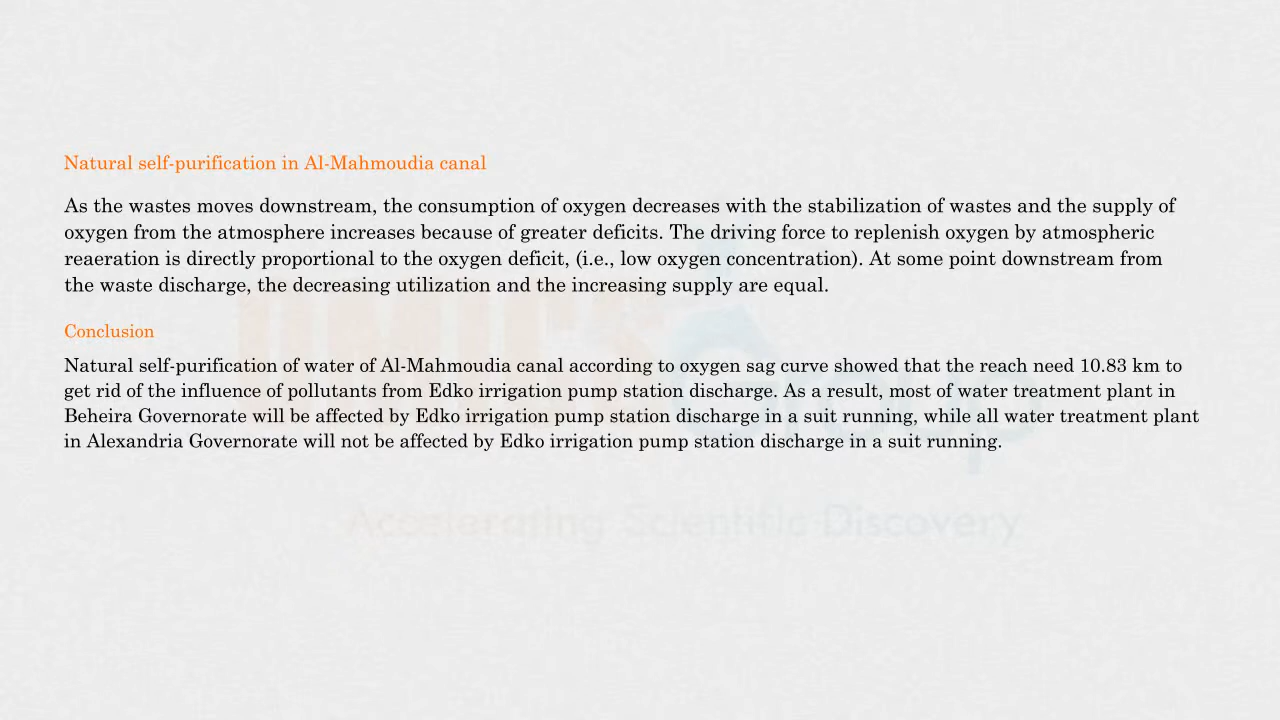 Natural self-purification in Al-Mahmoudia canal
As the wastes moves downstream, the consumption of oxygen decreases with the stabilization of wastes and the supply of
oxygen from the atmosphere increases because of greater deficits. The driving force to replenish oxygen by atmospheric
reaeration is directly proportional to the oxygen deficit, (i.e., low oxygen concentration). At some point downstream from
the waste discharge, the decreasing utilization and the increasing supply are equal.
Conclusion
Natural self-purification of water of Al-Mahmoudia canal according to oxygen sag curve showed that the reach need 10.83 km to
get rid of the influence of pollutants from Edko irrigation pump station discharge. As a result, most of water treatment plant in
Beheira Governorate will be affected by Edko irrigation pump station discharge in a suit running, while all water treatment plant
in Alexandria Governorate will not be affected by Edko irrigation pump station discharge in a suit running.
Accelerating Scientific Discovery